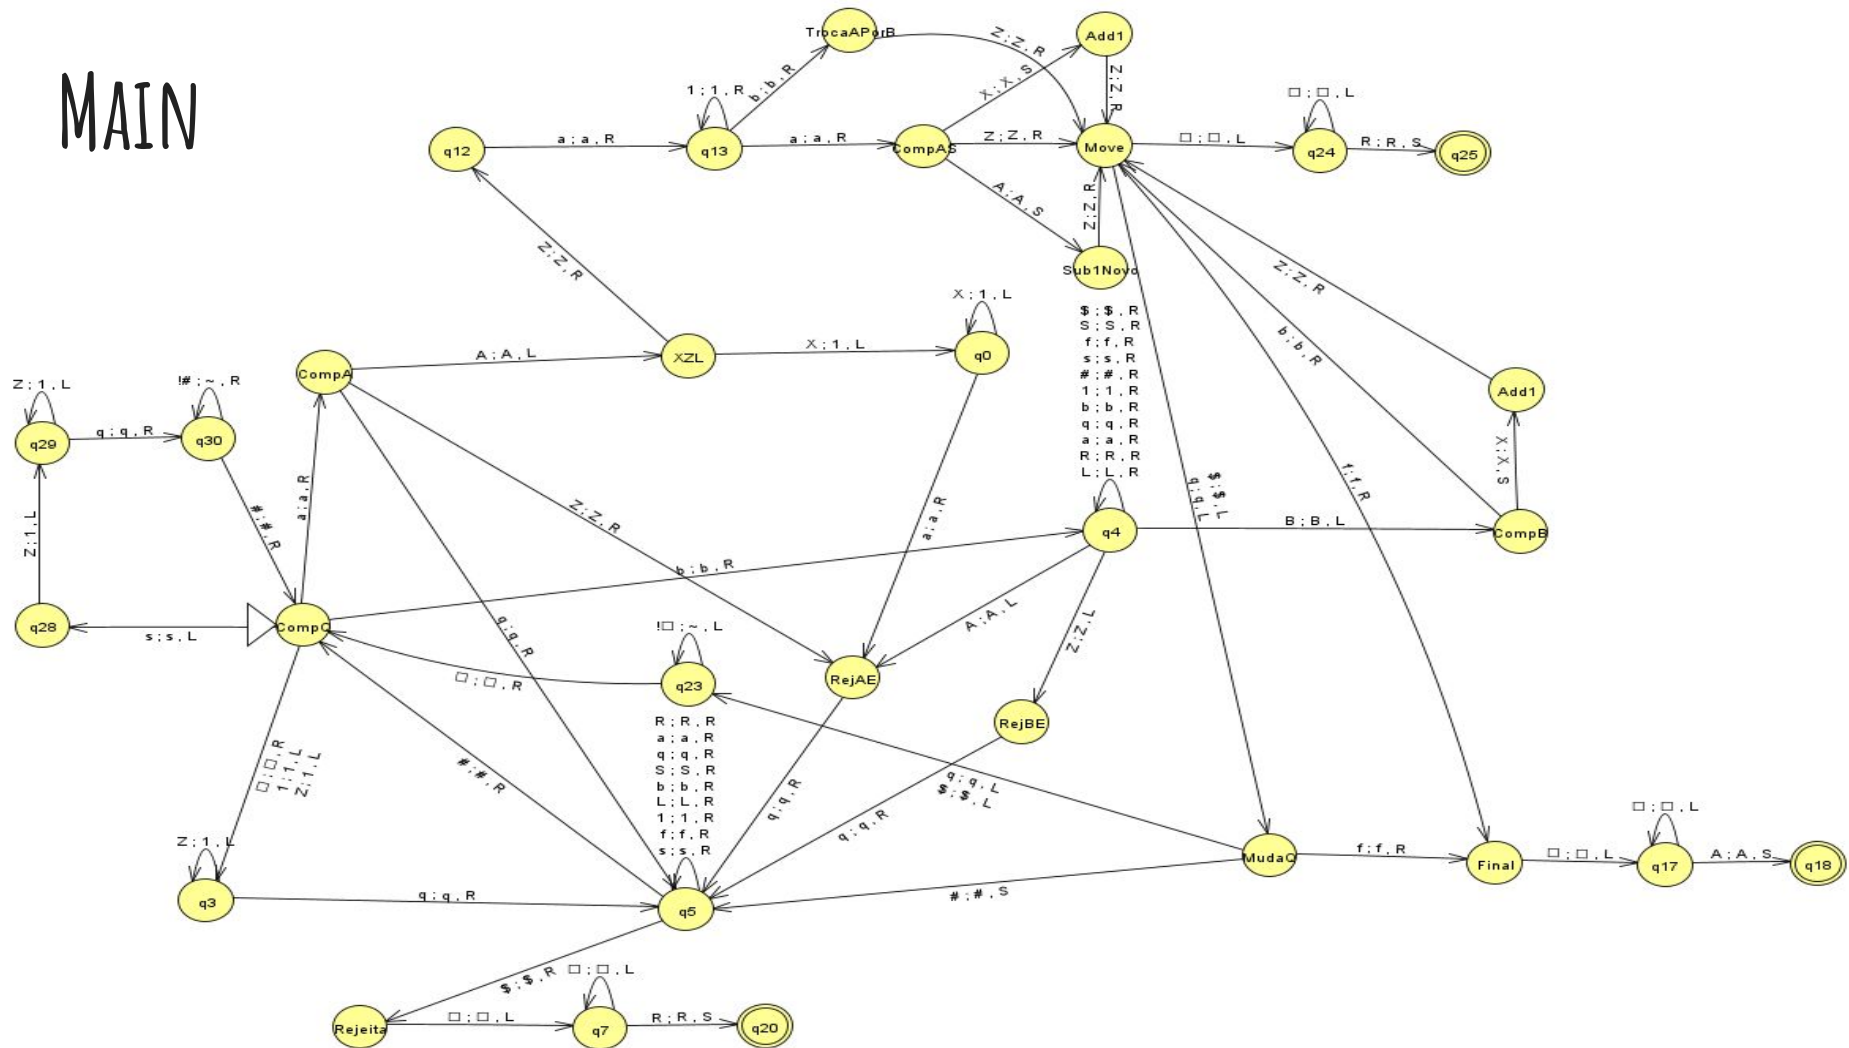 MAIN
TrocaAPorB
Add1
Z ; Z , R
X ; X , S
Z ; Z , R
1 ; 1 , R
b ; b , R
□ ; □ , L
q12
a ; a , R
q13
a ; a , R
CompAS
Z ; Z , R
Move
□ ; □ , L
q24
R ; R , S
q25
A ; A , S
Z ; Z , R
Sub1Novo
Z ; Z , R
Z ; Z , R
X ; 1 , L
$ ; $ , R
S ; S , R
f ; f , R
s ; s , R
# ; # , R
1 ; 1 , R
b ; b , R
q ; q , R
a ; a , R
R ; R , R
L ; L , R
b ; b , R
CompA
A ; A , L
XZL
X ; 1 , L
q0
Add1
Z ; 1 , L
!# ; ~ , R
q29
q ; q , R
q30
X ; X , S
f ; f , R
$ ; $ , L
q ; q , L
a ; a , R
Z ; Z , R
a ; a , R
# ; # , R
Z ; 1 , L
q4
B ; B , L
CompB
b ; b , R
q28
s ; s , L
CompQ
q ; q , R
A ; A , L
Z ; Z , L
!□ ; ~ , L
□ ; □ , R
q23
RejAE
RejBE
R ; R , R
a ; a , R
q ; q , R
S ; S , R
b ; b , R
L ; L , R
1 ; 1 , R
f ; f , R
s ; s , R
□ ; □ , R
1 ; 1 , L
Z ; 1 , L
# ; # , R
q ; q , R
q ; q , R
q ; q , L
$ ; $ , L
□ ; □ , L
Z ; 1 , L
MudaQ
f ; f , R
Final
□ ; □ , L
q17
A ; A , S
q18
q3
q ; q , R
q5
# ; # , S
$ ; $ , R
□ ; □ , L
Rejeita
□ ; □ , L
q7
R ; R , S
q20